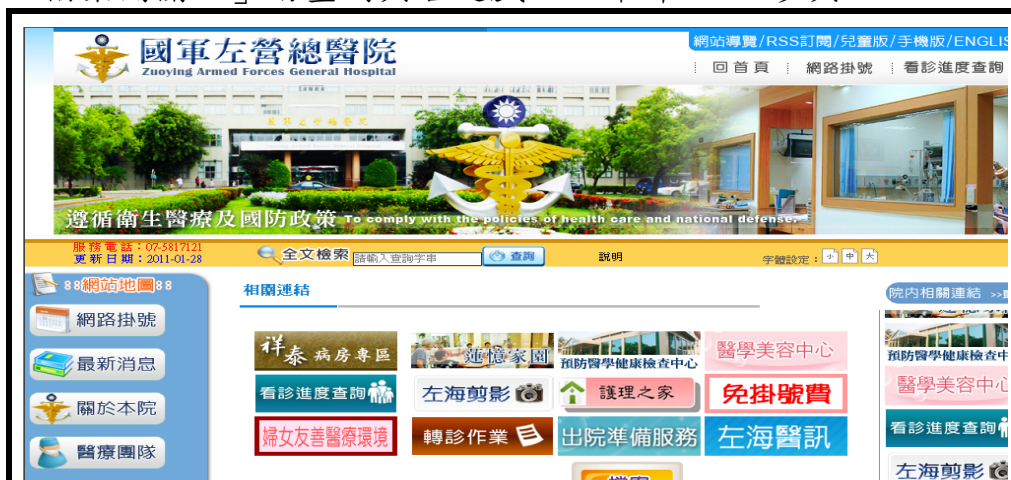 國軍左營總醫院
Zuoying Armed Forces General Hospital
網站導覽/RSS訂閱/兒童版/手機版/ENGLIS
回首頁 網路掛號 看診進度查詢
遵循衛生醫療及國防政策 To comply with the policies of health care and national defense.
服務電話：07-5817121
更新日期：2011-01-28
全文檢索 請輸入查詢字串 查詢 說明 字體設定： 小 中 大
網站地圖
網路掛號
最新消息
關於本院
醫療團隊
相關連結
祥泰病房專區 蓮憶家園 預防醫學健康檢查中心 醫學美容中心
看診進度查詢 左海剪影 護理之家 免掛號費
婦女友善醫療環境 轉診作業 出院準備服務 左海醫訊
院內相關連結
預防醫學健康檢查中
醫學美容中心
看診進度查詢
左海剪影